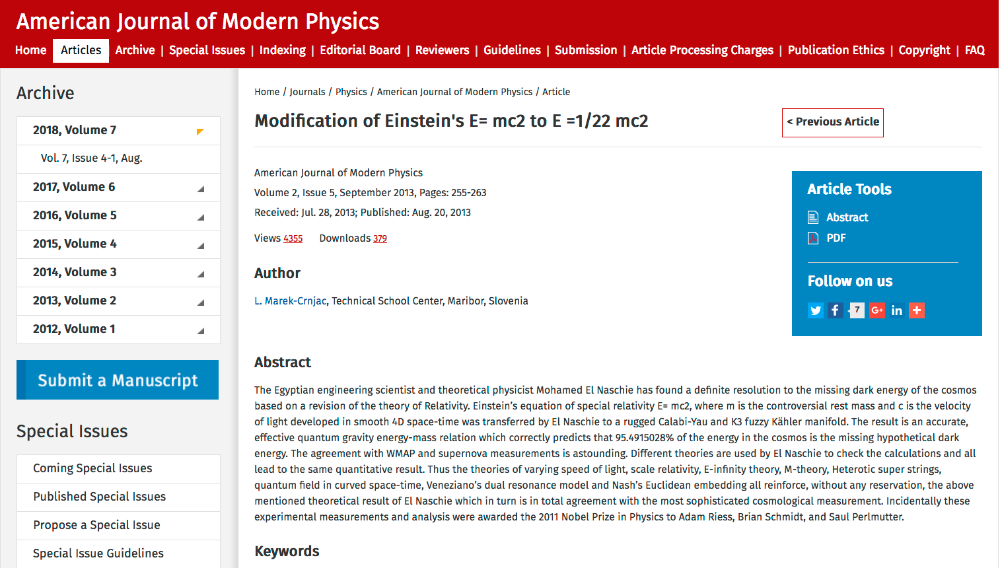 American Journal of Modern Physics
Home Articles Archive | Special Issues | Indexing | Editorial Board | Reviewers | Guidelines | Submission | Article Processing Charges | Publication Ethics | Copyright | FAQ
Archive
2018, Volume 7
Vol. 7, Issue 4-1, Aug.
2017, Volume 6
2016, Volume 5
2015, Volume 4
2014, Volume 3
2013, Volume 2
2012, Volume 1
Submit a Manuscript
Special Issues
Coming Special Issues
Published Special Issues
Propose a Special Issue
Special Issue Guidelines
Home / Journals / Physics / American Journal of Modern Physics / Article
Modification of Einstein's E= mc2 to E =1/22 mc2
< Previous Article
American Journal of Modern Physics
Volume 2, Issue 5, September 2013, Pages: 255-263
Received: Jul. 28, 2013; Published: Aug. 20, 2013
Views 4355 Downloads 379
Author
L. Marek-Crnjac, Technical School Center, Maribor, Slovenia
Article Tools
Abstract
PDF
Follow on us
7
G+
in
Abstract
The Egyptian engineering scientist and theoretical physicist Mohamed El Naschie has found a definite resolution to the missing dark energy of the cosmos
based on a revision of the theory of Relativity. Einstein’s equation of special relativity E= mc2, where m is the controversial rest mass and c is the velocity
of light developed in smooth 4D space-time was transferred by El Naschie to a rugged Calabi-Yau and K3 fuzzy Kähler manifold. The result is an accurate,
effective quantum gravity energy-mass relation which correctly predicts that 95.4915028% of the energy in the cosmos is the missing hypothetical dark
energy. The agreement with WMAP and supernova measurements is astounding. Different theories are used by El Naschie to check the calculations and all
lead to the same quantitative result. Thus the theories of varying speed of light, scale relativity, E-infinity theory, M-theory, Heterotic super strings,
quantum field in curved space-time, Veneziano’s dual resonance model and Nash’s Euclidean embedding all reinforce, without any reservation, the above
mentioned theoretical result of El Naschie which in turn is in total agreement with the most sophisticated cosmological measurement. Incidentally these
experimental measurements and analysis were awarded the 2011 Nobel Prize in Physics to Adam Riess, Brian Schmidt, and Saul Perlmutter.
Keywords